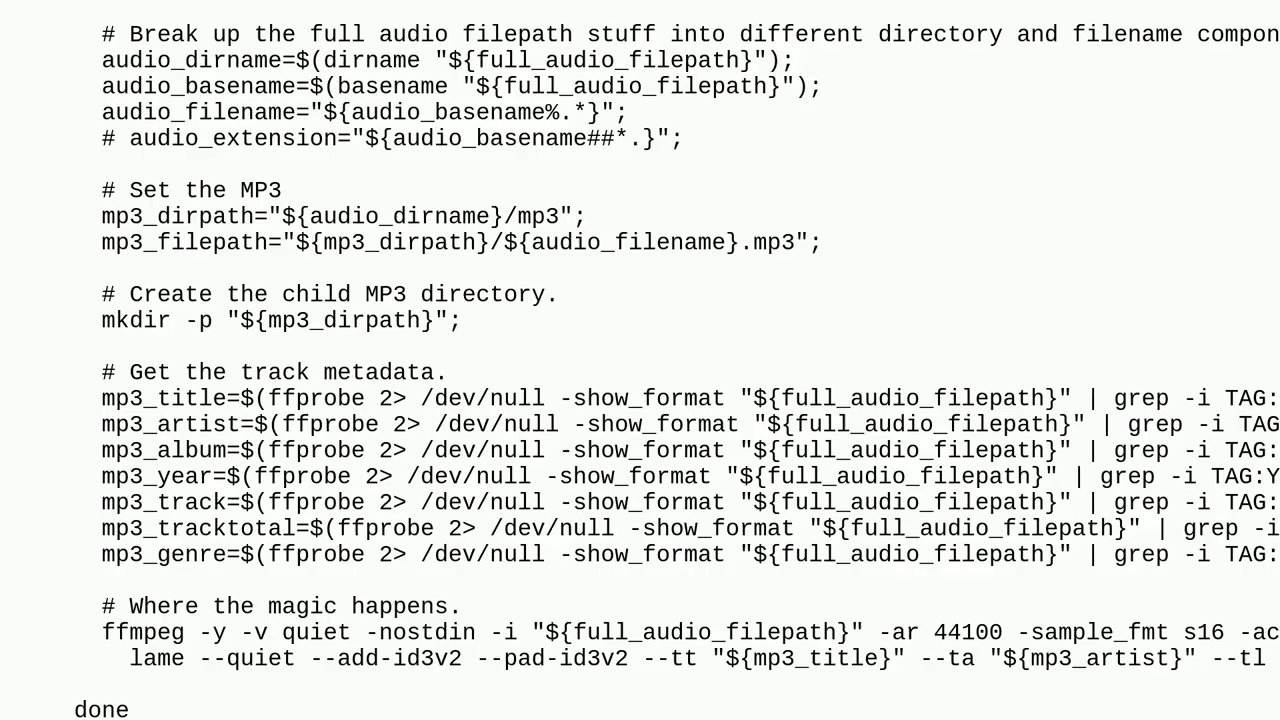 # Break up the full audio filepath stuff into different directory and filename compon
audio_dirname=$(dirname "${full_audio_filepath}");
audio_basename=$(basename "${full_audio_filepath}");
audio_filename="${audio_basename%.*}";
# audio_extension="${audio_basename##*.}";
# Set the MP3
mp3_dirpath="${audio_dirname}/mp3";
mp3_filepath="${mp3_dirpath}/${audio_filename}.mp3";
# Create the child MP3 directory.
mkdir -p "${mp3_dirpath}";
# Get the track metadata.
mp3_title=$(ffprobe 2> /dev/null -show_format "${full_audio_filepath}" | grep -i TAG:
mp3_artist=$(ffprobe 2> /dev/null -show_format "${full_audio_filepath}" | grep -i TAG
mp3_album=$(ffprobe 2> /dev/null -show_format "${full_audio_filepath}" | grep -i TAG:
mp3_year=$(ffprobe 2> /dev/null -show_format "${full_audio_filepath}" | grep -i TAG:Y
mp3_track=$(ffprobe 2> /dev/null -show_format "${full_audio_filepath}" | grep -i TAG:
mp3_tracktotal=$(ffprobe 2> /dev/null -show_format "${full_audio_filepath}" | grep -i
mp3_genre=$(ffprobe 2> /dev/null -show_format "${full_audio_filepath}" | grep -i TAG:
# Where the magic happens.
ffmpeg -y -v quiet -nostdin -i "${full_audio_filepath}" -ar 44100 -sample_fmt s16 -ac
lame --quiet --add-id3v2 --pad-id3v2 --tt "${mp3_title}" --ta "${mp3_artist}" --tl
done